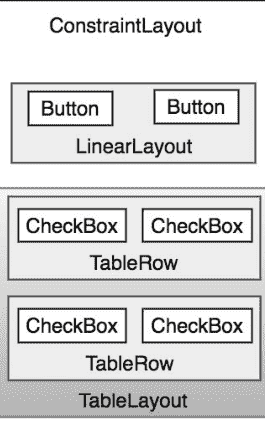 ConstraintLayout
Button Button
LinearLayout
CheckBox CheckBox
TableRow
CheckBox CheckBox
TableRow
TableLayout